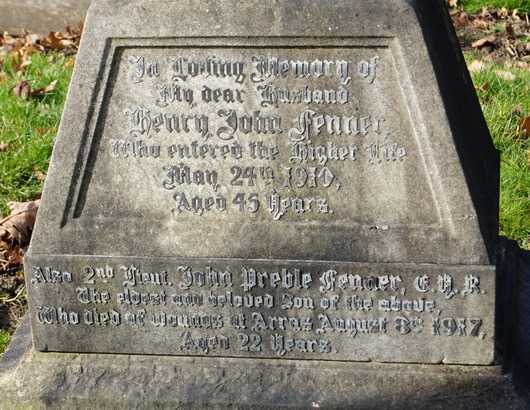 In Loving Memory of
My dear Husband
Henry John Fenner,
Who entered the Higher Life
May 24th 1910,
Aged 45 Years.
Also 2nd Lieut. John Preble Fenner, E.Y.R.
The eldest and beloved Son of the above,
Who died of wounds at Arras August 8th 1917,
Aged 22 Years.